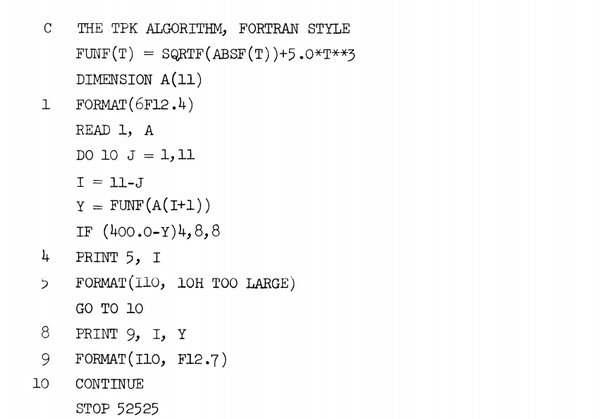 C THE TPK ALGORITHM, FORTRAN STYLE
FUNF(T) = SQRTF(ABSF(T))+5.0*T**3
DIMENSION A(11)
1 FORMAT(6F12.4)
READ 1, A
DO 10 J = 1,11
I = 11-J
Y = FUNF(A(I+1))
IF (400.0-Y)4,8,8
4 PRINT 5, I
5 FORMAT(I10, 10H TOO LARGE)
GO TO 10
8 PRINT 9, I, Y
9 FORMAT(I10, F12.7)
10 CONTINUE
STOP 52525